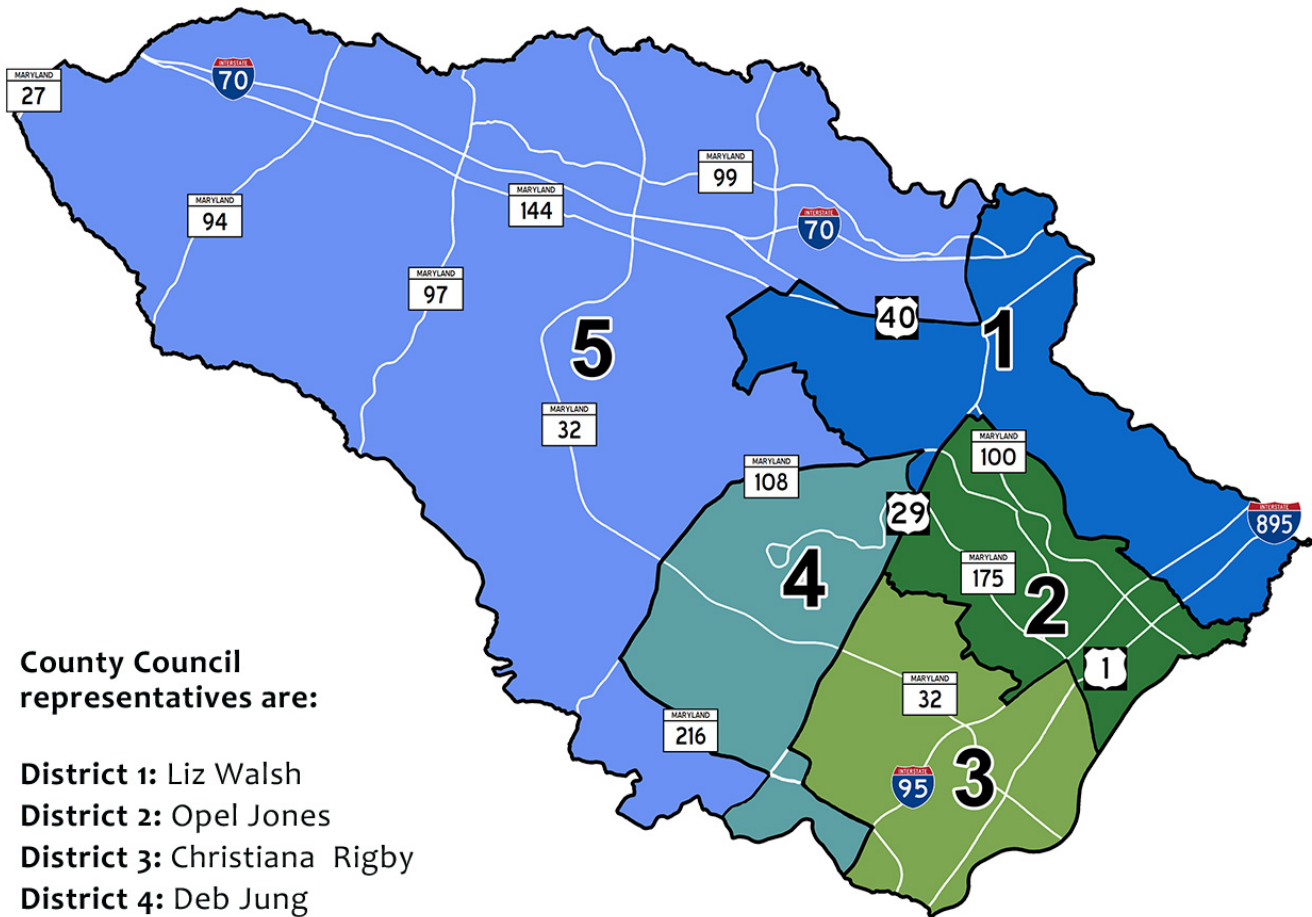 MARYLAND
27
INTERSTATE
70
MARYLAND
94
MARYLAND
97
MARYLAND
144
MARYLAND
99
INTERSTATE
70
40
1
5
MARYLAND
32
MARYLAND
108
MARYLAND
100
29
INTERSTATE
895
4
MARYLAND
175
2
1
MARYLAND
32
MARYLAND
216
INTERSTATE
95
3
County Council
representatives are:
District 1: Liz Walsh
District 2: Opel Jones
District 3: Christiana Rigby
District 4: Deb Jung